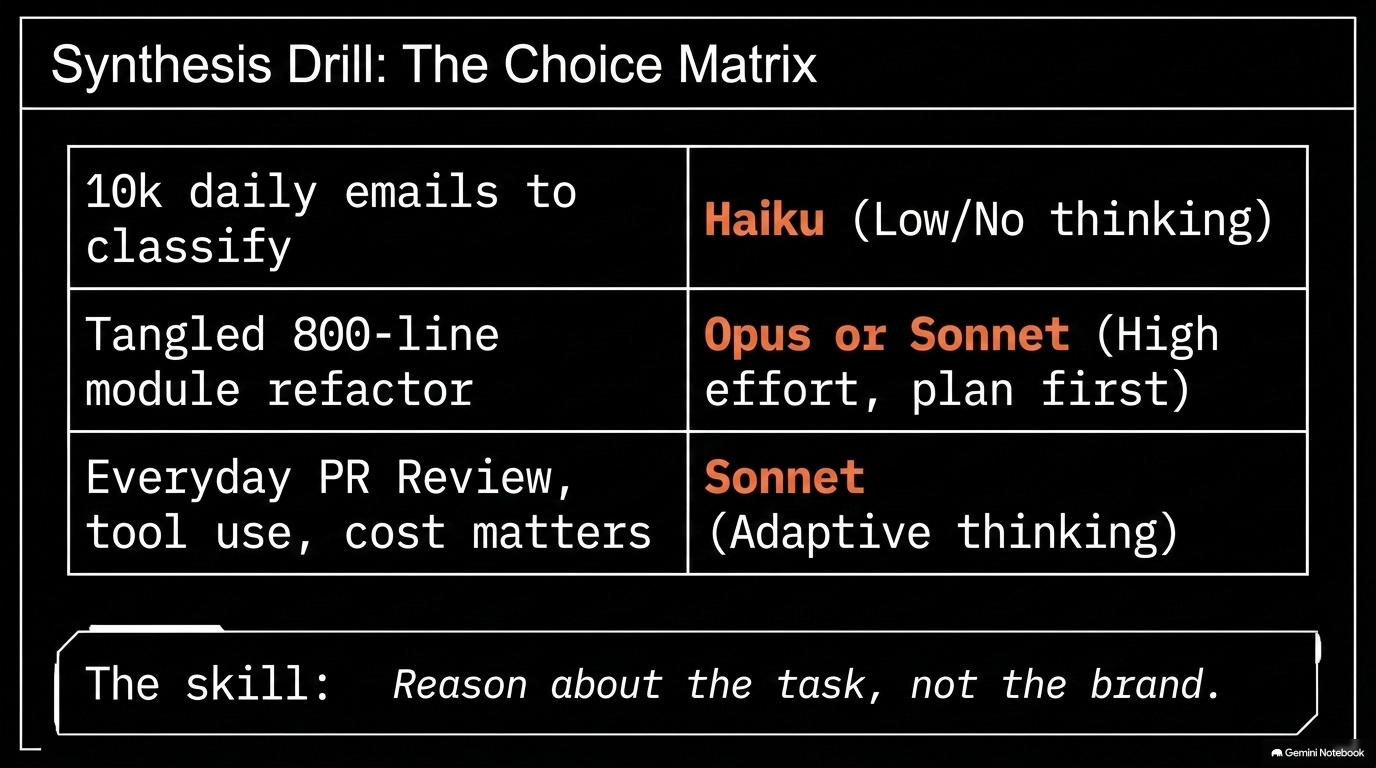 Synthesis Drill: The Choice Matrix
10k daily emails to
classify
Haiku (Low/No thinking)
Tangled 800-line
module refactor
Opus or Sonnet (High
effort, plan first)
Everyday PR Review,
tool use, cost matters
Sonnet
(Adaptive thinking)
The skill: Reason about the task, not the brand.
Gemini Notebook